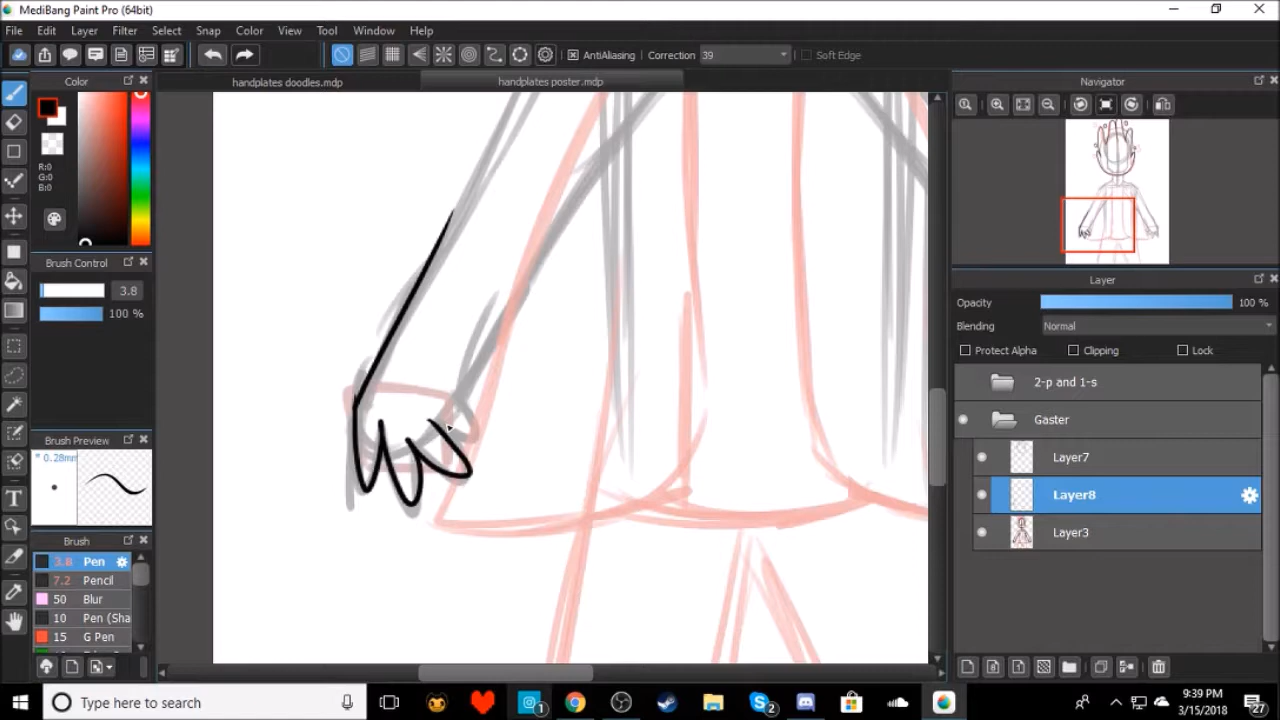 MediBang Paint Pro (64bit)
File Edit Layer Filter Select Snap Color View Tool Window Help
AntiAliasing Correction 39 Soft Edge
Color
handplates doodles.mdp handplates poster.mdp
Navigator
R:0
G:0
B:0
Brush Control
3.8
100 %
Layer
Opacity 100 %
Blending Normal
Protect Alpha Clipping Lock
2-p and 1-s
Gaster
Layer7
Layer8
Layer3
Brush Preview
* 0.28mm
Brush
3.8 Pen
7.2 Pencil
50 Blur
10 Pen (Sha
15 G Pen
Type here to search
1
2
9:39 PM
3/15/2018
27